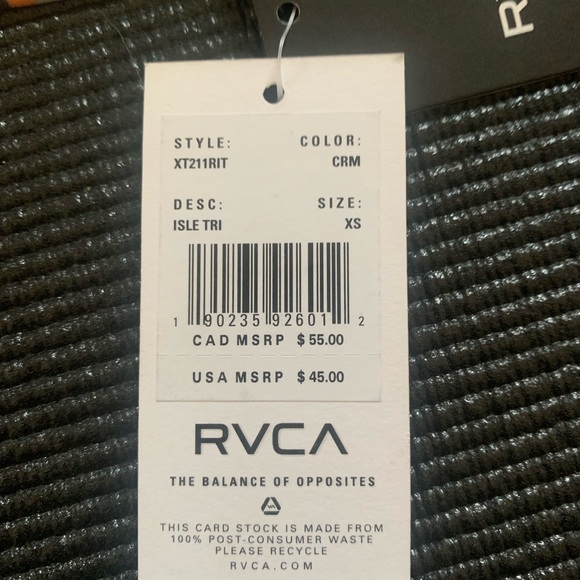 R
STYLE: COLOR:
XT211RIT CRM
DESC: SIZE:
ISLE TRI XS
1 90235 92601 2
CAD MSRP $ 55.00
USA MSRP $ 45.00
RVCA
THE BALANCE OF OPPOSITES
THIS CARD STOCK IS MADE FROM
100% POST-CONSUMER WASTE
PLEASE RECYCLE
RVCA.COM